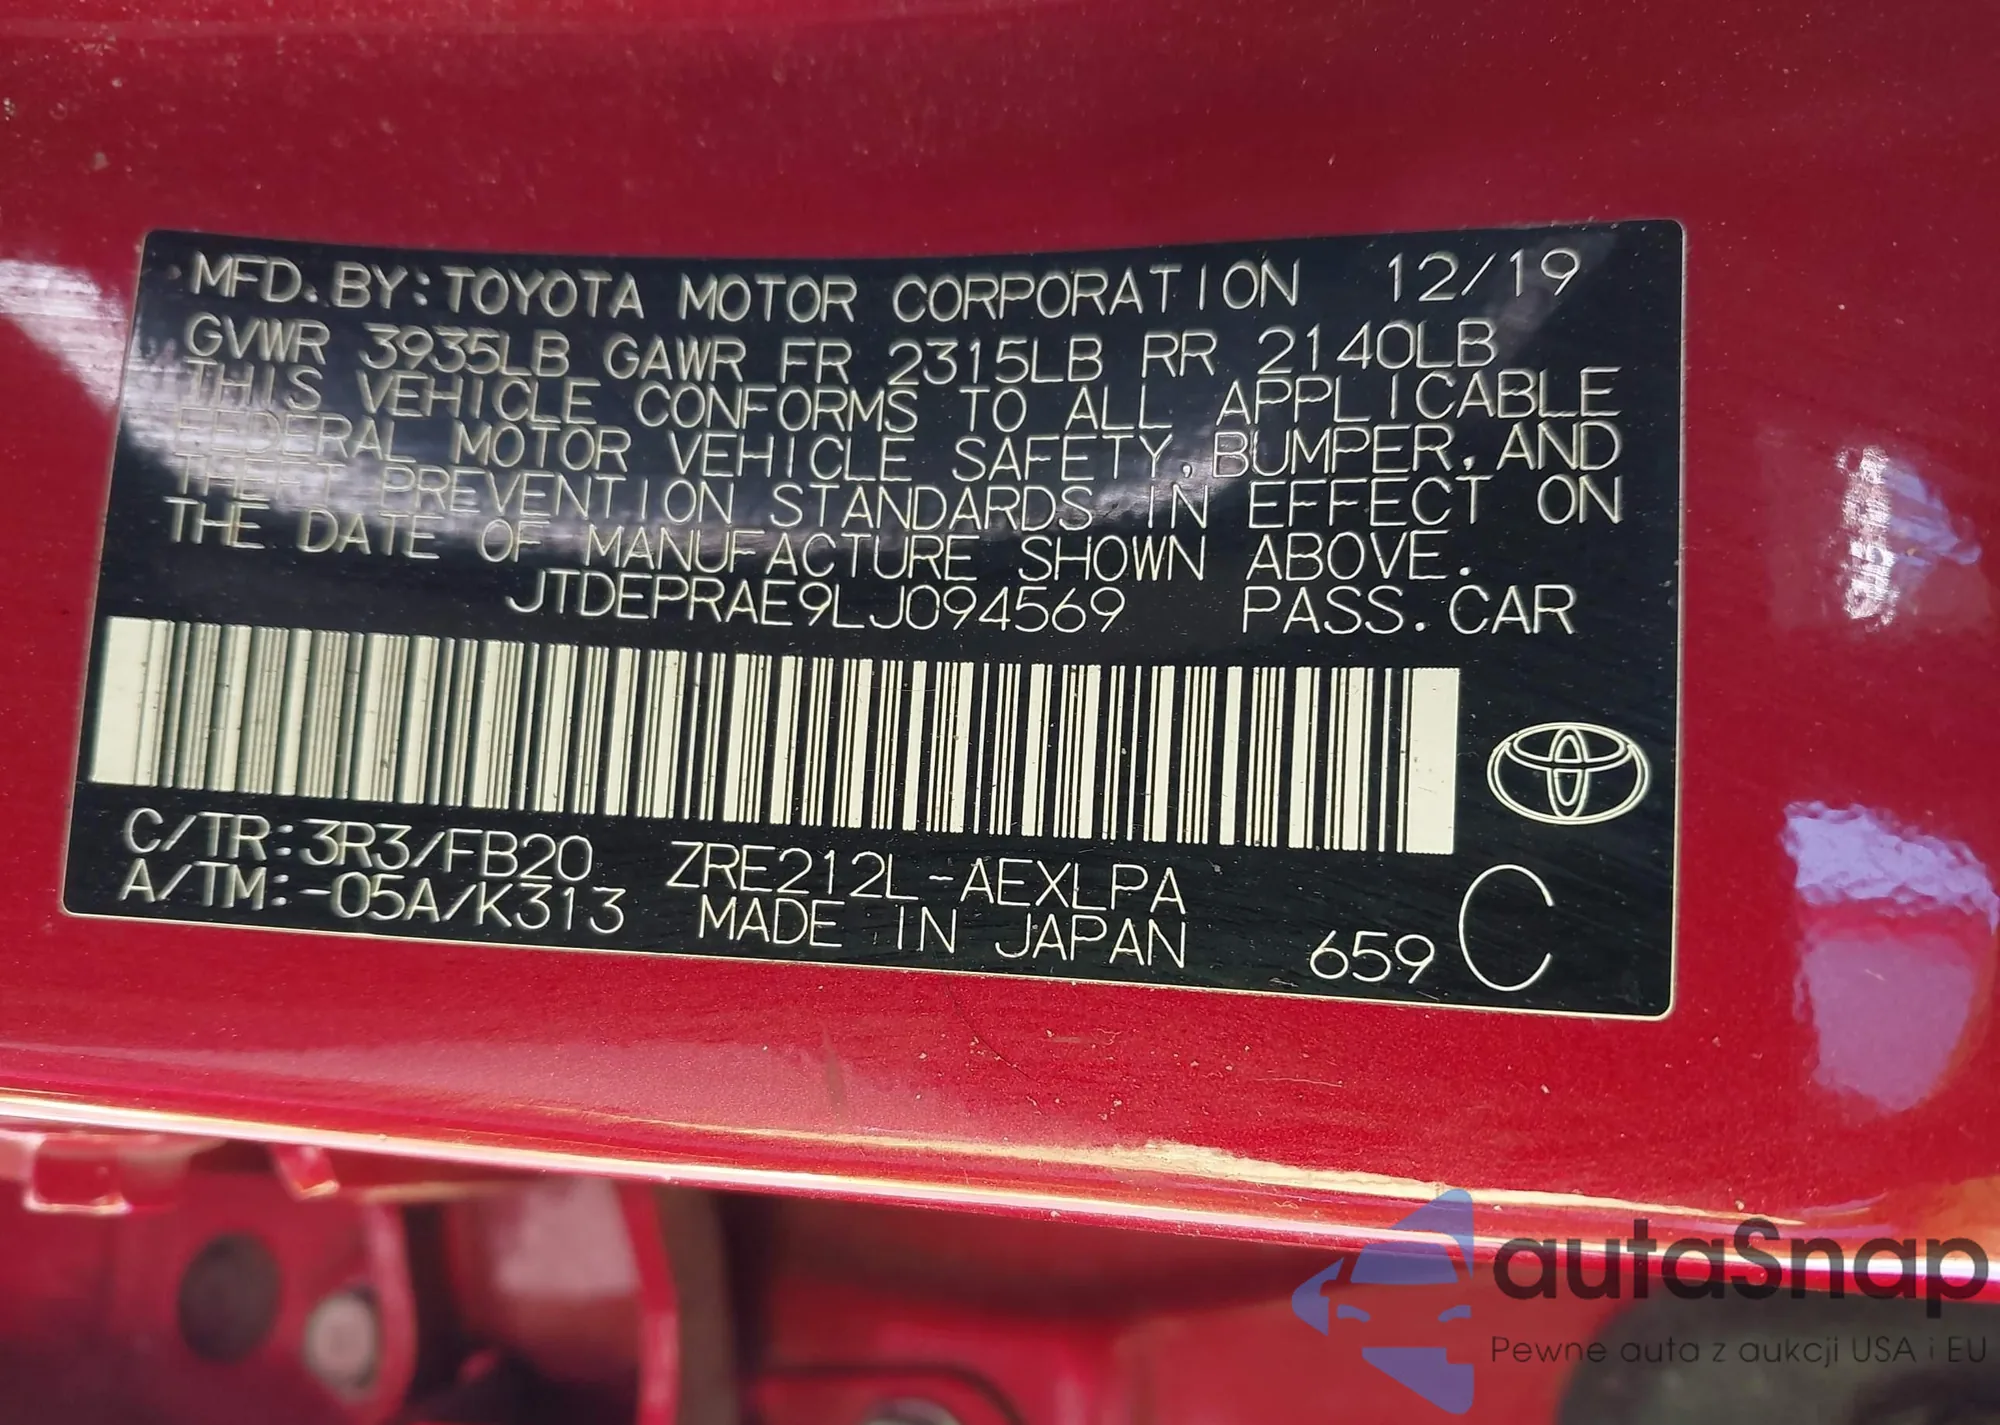 MFD. BY: TOYOTA MOTOR CORPORATION 12/19
GVWR 3935LB GAWR FR 2315LB RR 2140LB
THIS VEHICLE CONFORMS TO ALL APPLICABLE
FEDERAL MOTOR VEHICLE SAFETY, BUMPER, AND
THEFT PREVENTION STANDARDS IN EFFECT ON
THE DATE OF MANUFACTURE SHOWN ABOVE.
JTDEPRAE9LJ094569 PASS. CAR
C/TR: 3R3/FB20 ZRE212L-AEXLPA
A/TM: -05A/K313 MADE IN JAPAN 659 C
autaSnap
Pewne auta z aukcji USA i EU